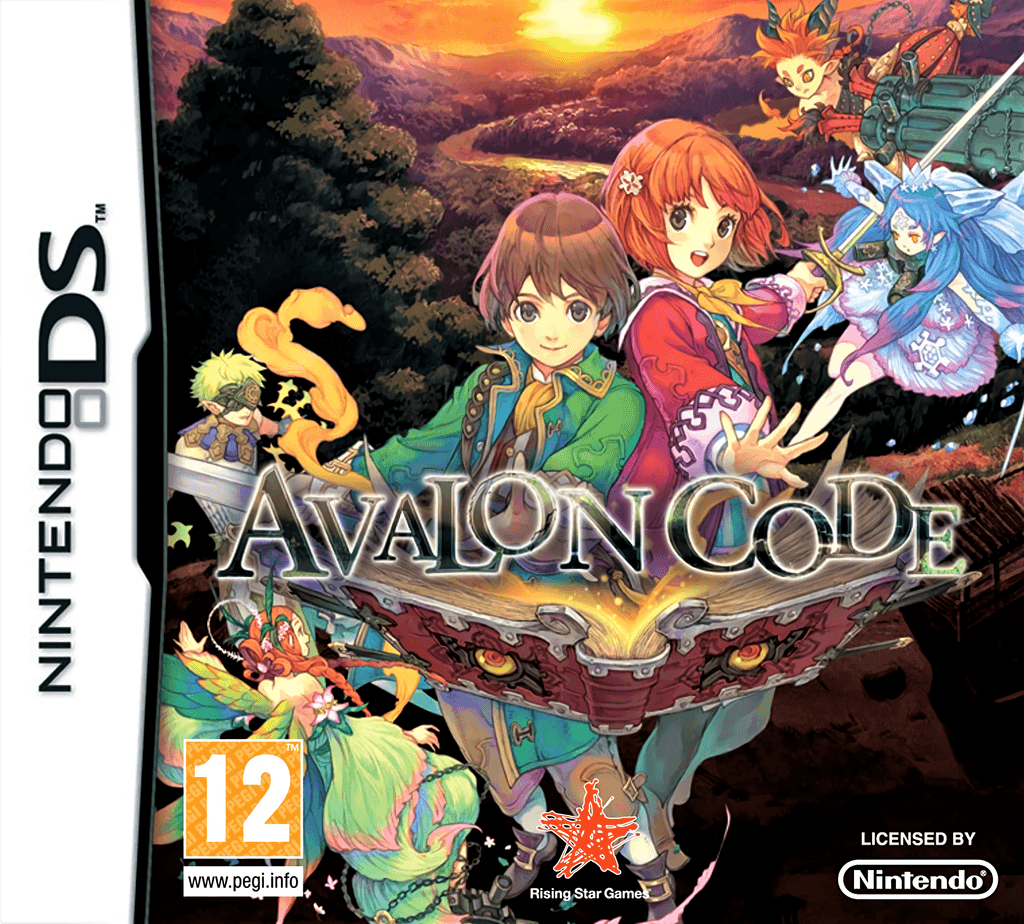 NINTENDO DS™
AVALON CODE
12
www.pegi.info
Rising Star Games
LICENSED BY
Nintendo®